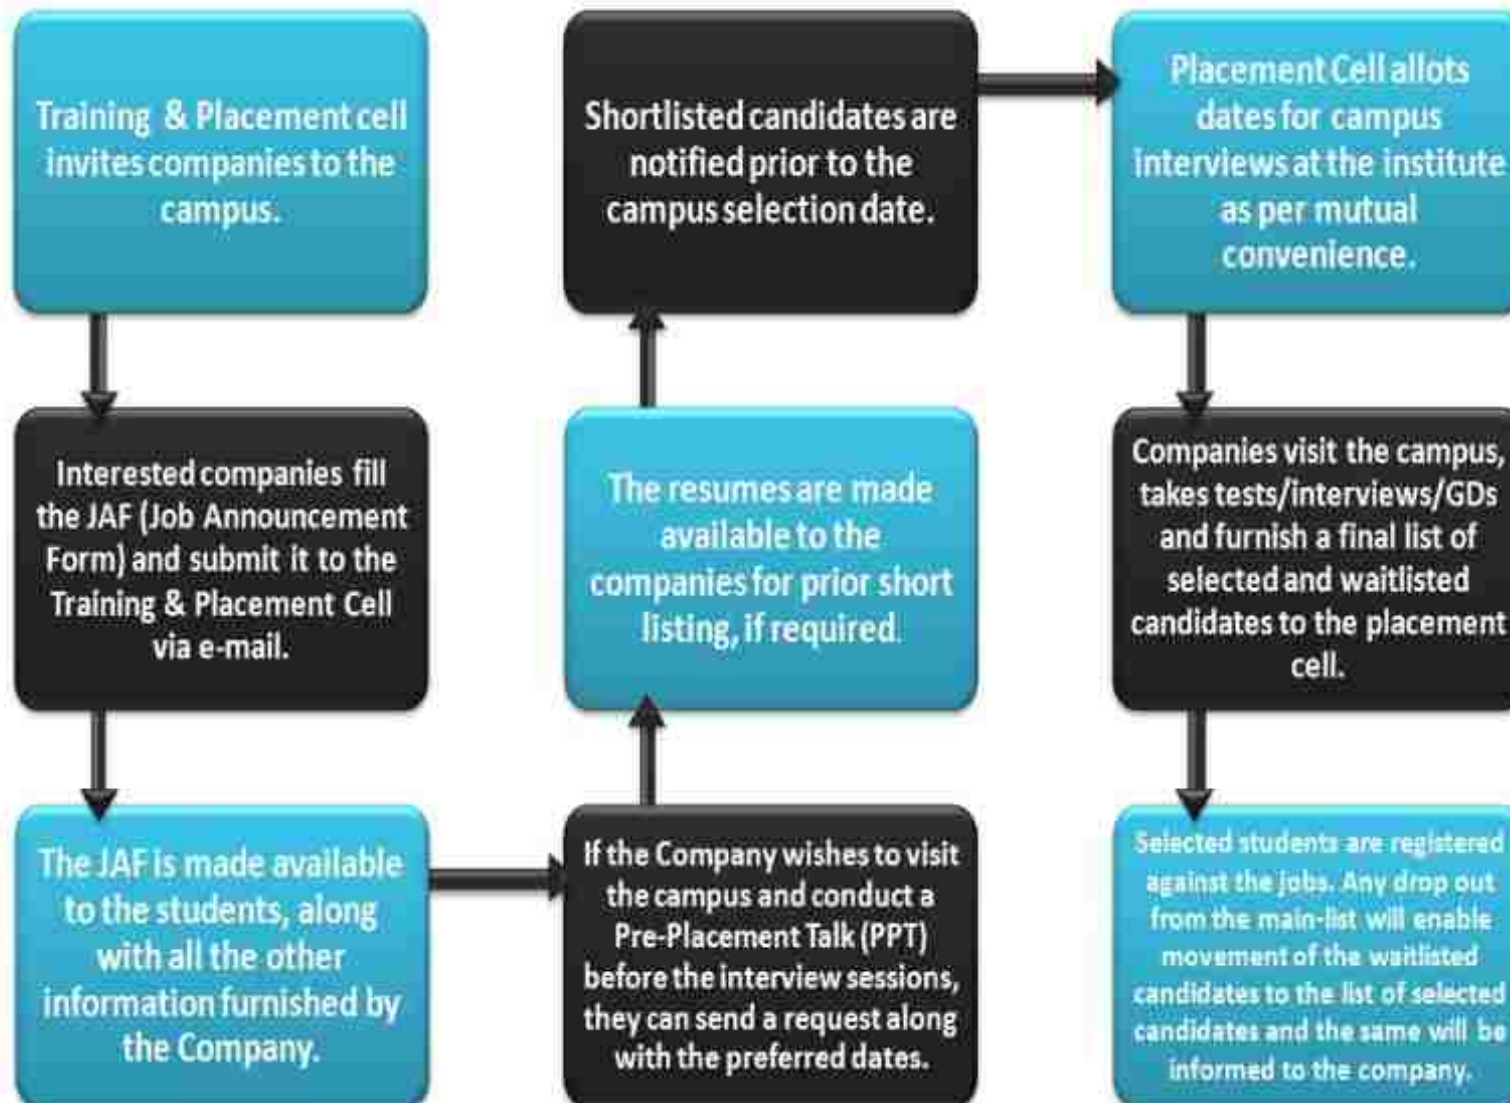 Training & Placement cell
invites companies to the
campus.
Interested companies fill
the JAF (Job Announcement
Form) and submit it to the
Training & Placement Cell
via e-mail.
The JAF is made available
to the students, along
with all the other
information furnished by
the Company.
If the Company wishes to visit
the campus and conduct a
Pre-Placement Talk (PPT)
before the interview sessions,
they can send a request along
with the preferred dates.
The resumes are made
available to the
companies for prior short
listing, if required.
Shortlisted candidates are
notified prior to the
campus selection date.
Placement Cell allots
dates for campus
interviews at the institute
as per mutual
convenience.
Companies visit the campus,
takes tests/interviews/GDs
and furnish a final list of
selected and waitlisted
candidates to the placement
cell.
Selected students are registered
against the jobs. Any drop out
from the main-list will enable
movement of the waitlisted
candidates to the list of selected
candidates and the same will be
informed to the company.